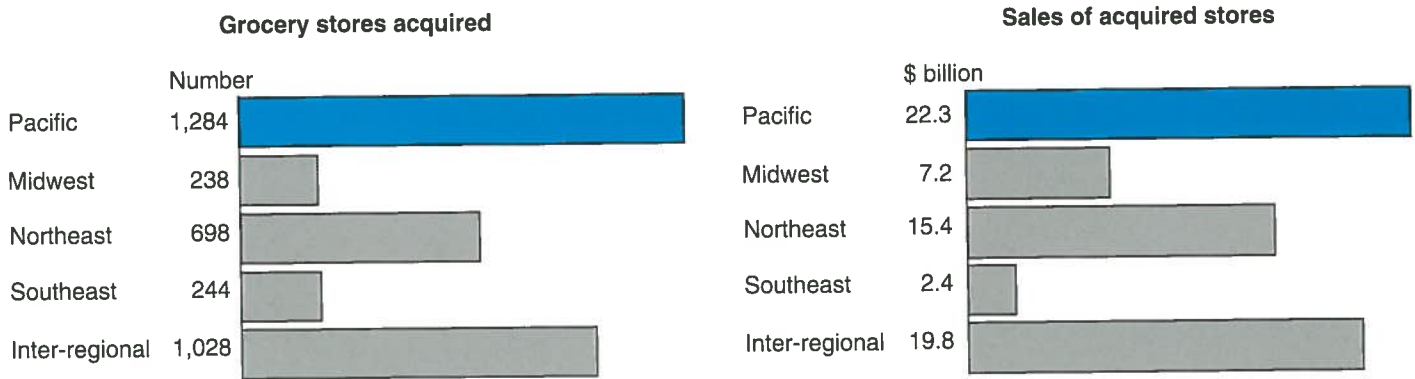 Grocery stores acquired
Number
Pacific 1,284
Midwest 238
Northeast 698
Southeast 244
Inter-regional 1,028
Sales of acquired stores
$ billion
Pacific 22.3
Midwest 7.2
Northeast 15.4
Southeast 2.4
Inter-regional 19.8